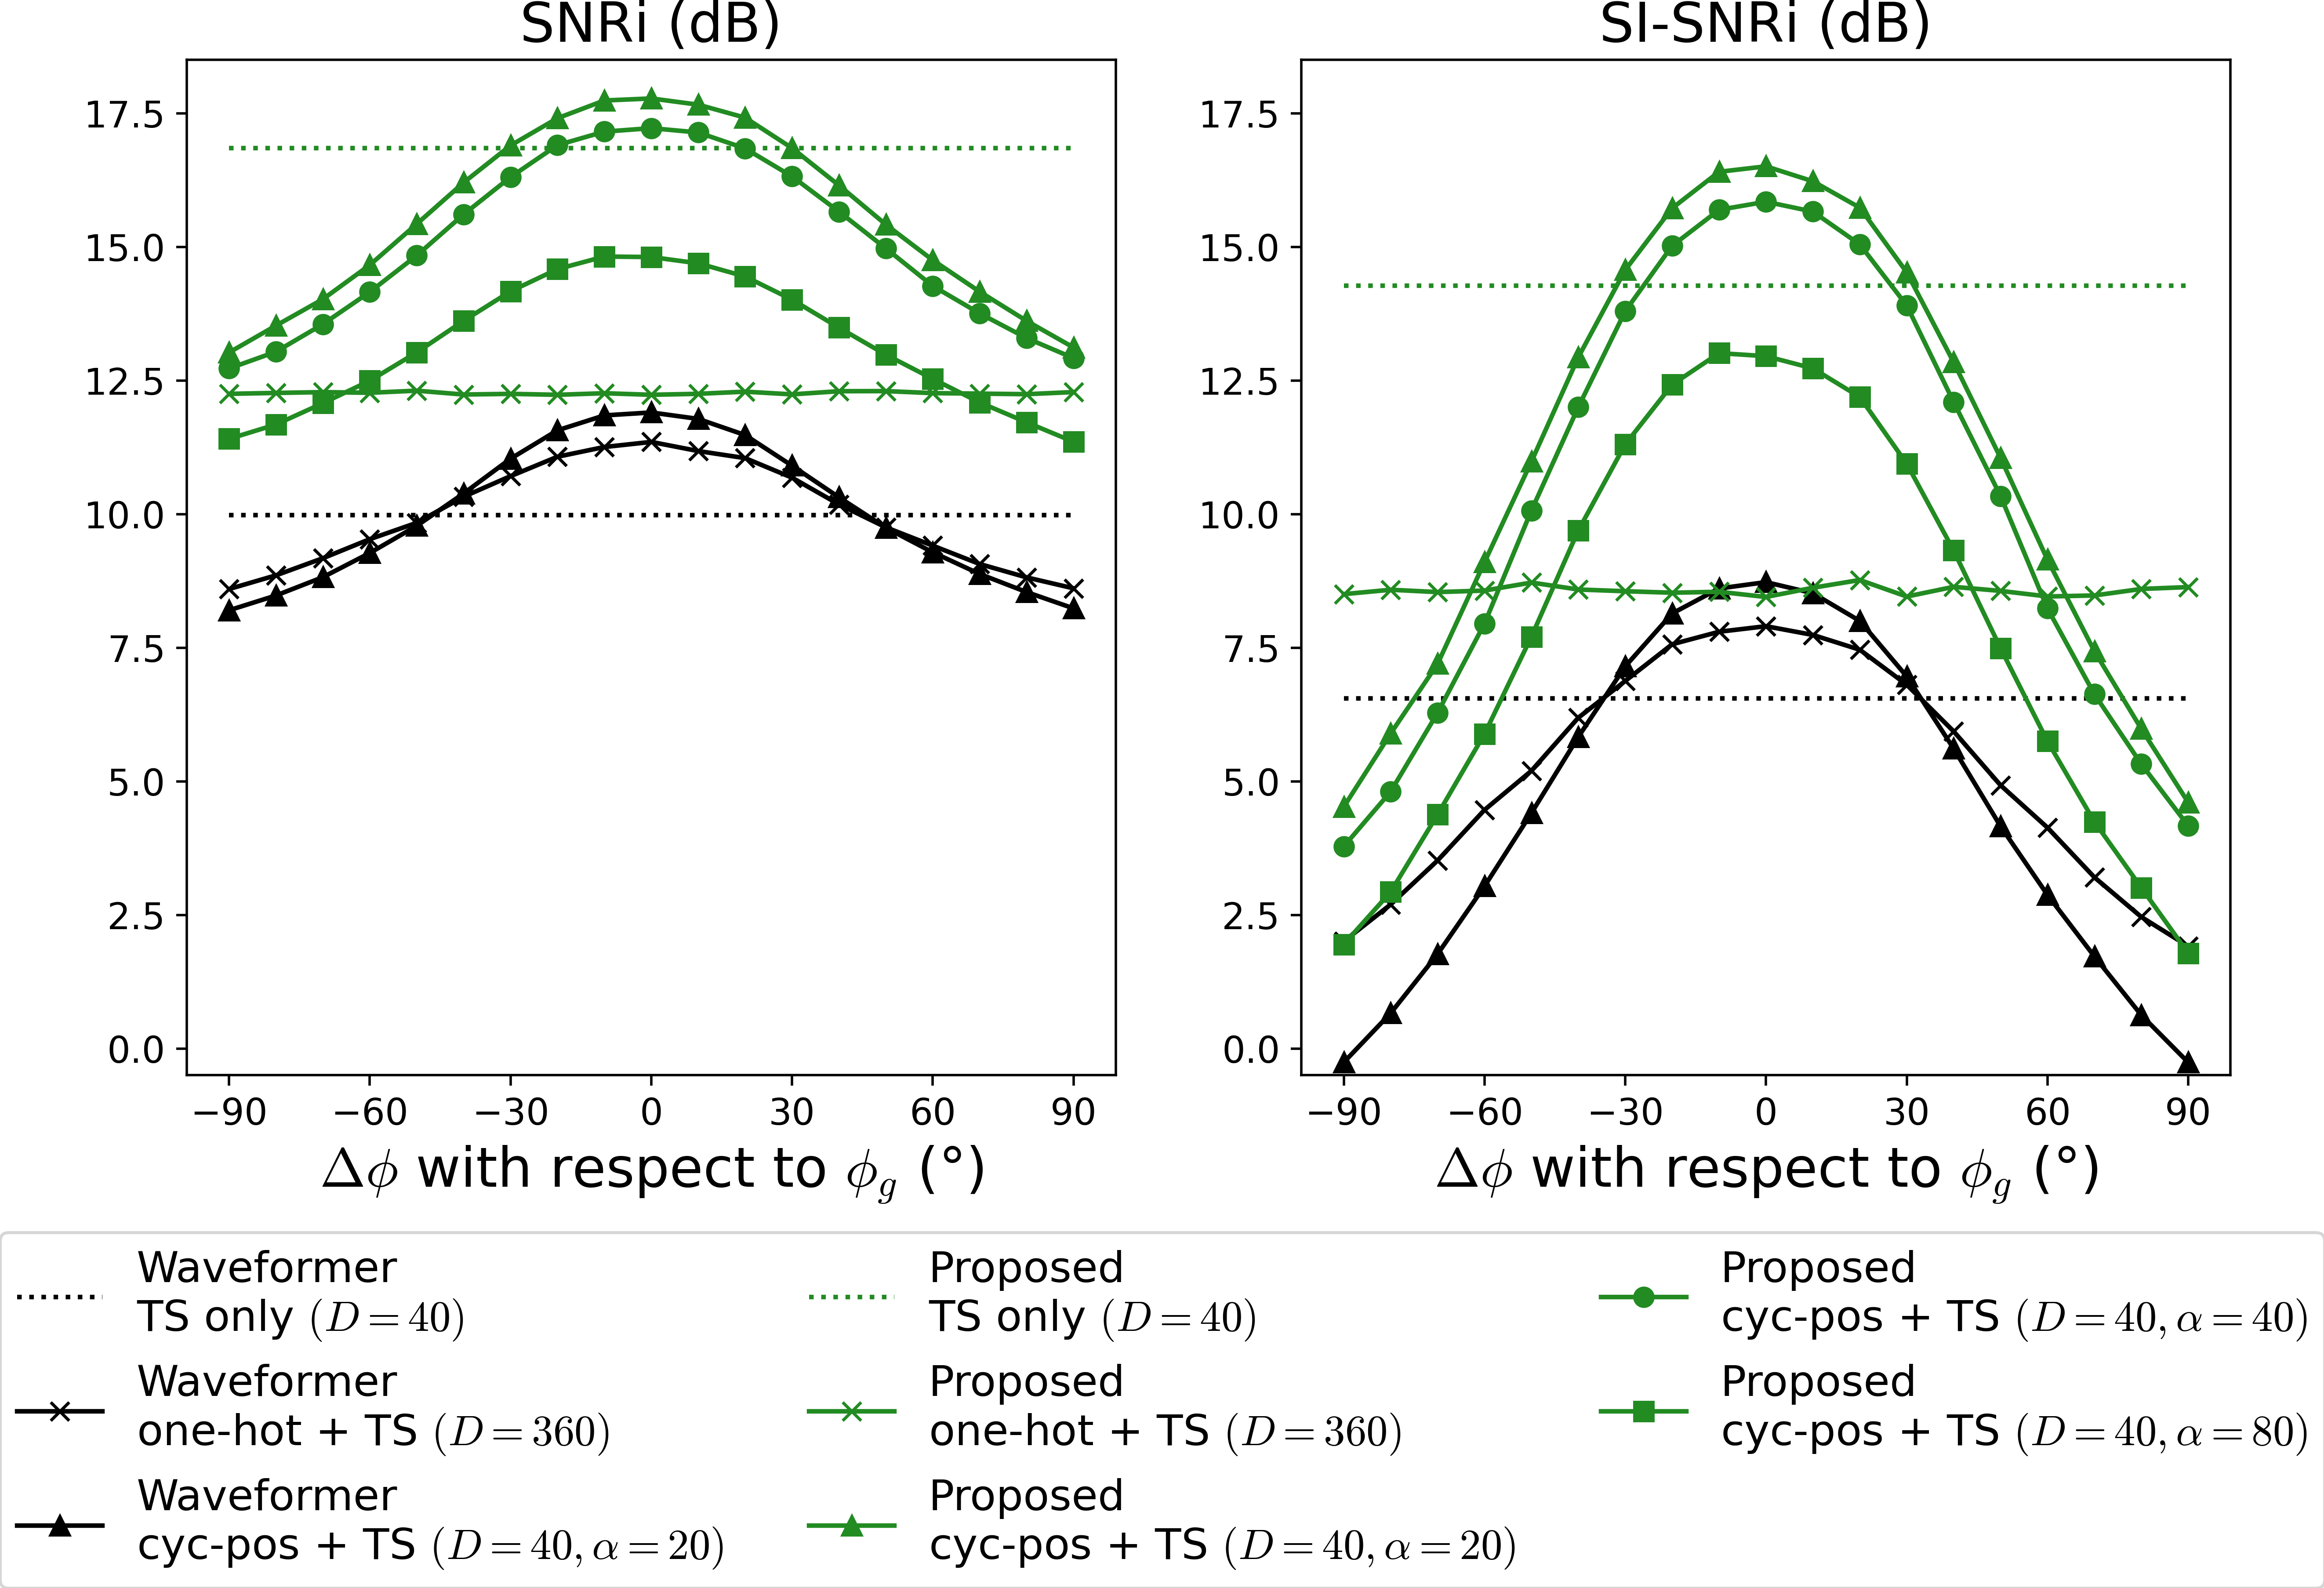 SNRi (dB)
17.5
15.0
12.5
10.0
7.5
5.0
2.5
0.0
−90 −60 −30 0 30 60 90
Δϕ with respect to ϕ_g (°)
SI-SNRi (dB)
17.5
15.0
12.5
10.0
7.5
5.0
2.5
0.0
−90 −60 −30 0 30 60 90
Δϕ with respect to ϕ_g (°)
Waveformer
TS only (D = 40)
Waveformer
one-hot + TS (D = 360)
Waveformer
cyc-pos + TS (D = 40, α = 20)
Proposed
TS only (D = 40)
Proposed
one-hot + TS (D = 360)
Proposed
cyc-pos + TS (D = 40, α = 20)
Proposed
cyc-pos + TS (D = 40, α = 40)
Proposed
cyc-pos + TS (D = 40, α = 80)